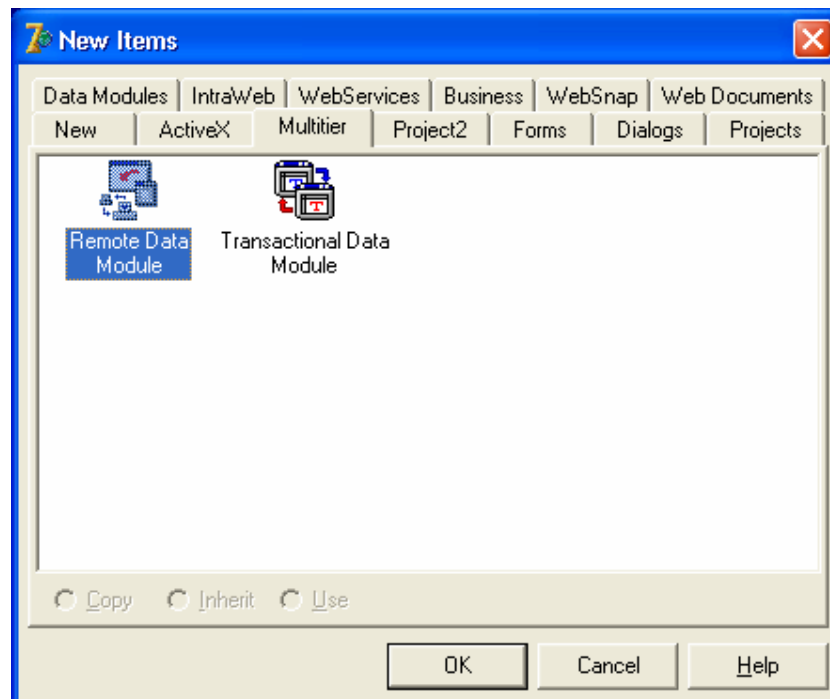 New Items
Data Modules IntraWeb WebServices Business WebSnap Web Documents
New ActiveX Multitier Project2 Forms Dialogs Projects
Remote Data Module
Transactional Data Module
Copy Inherit Use
OK Cancel Help